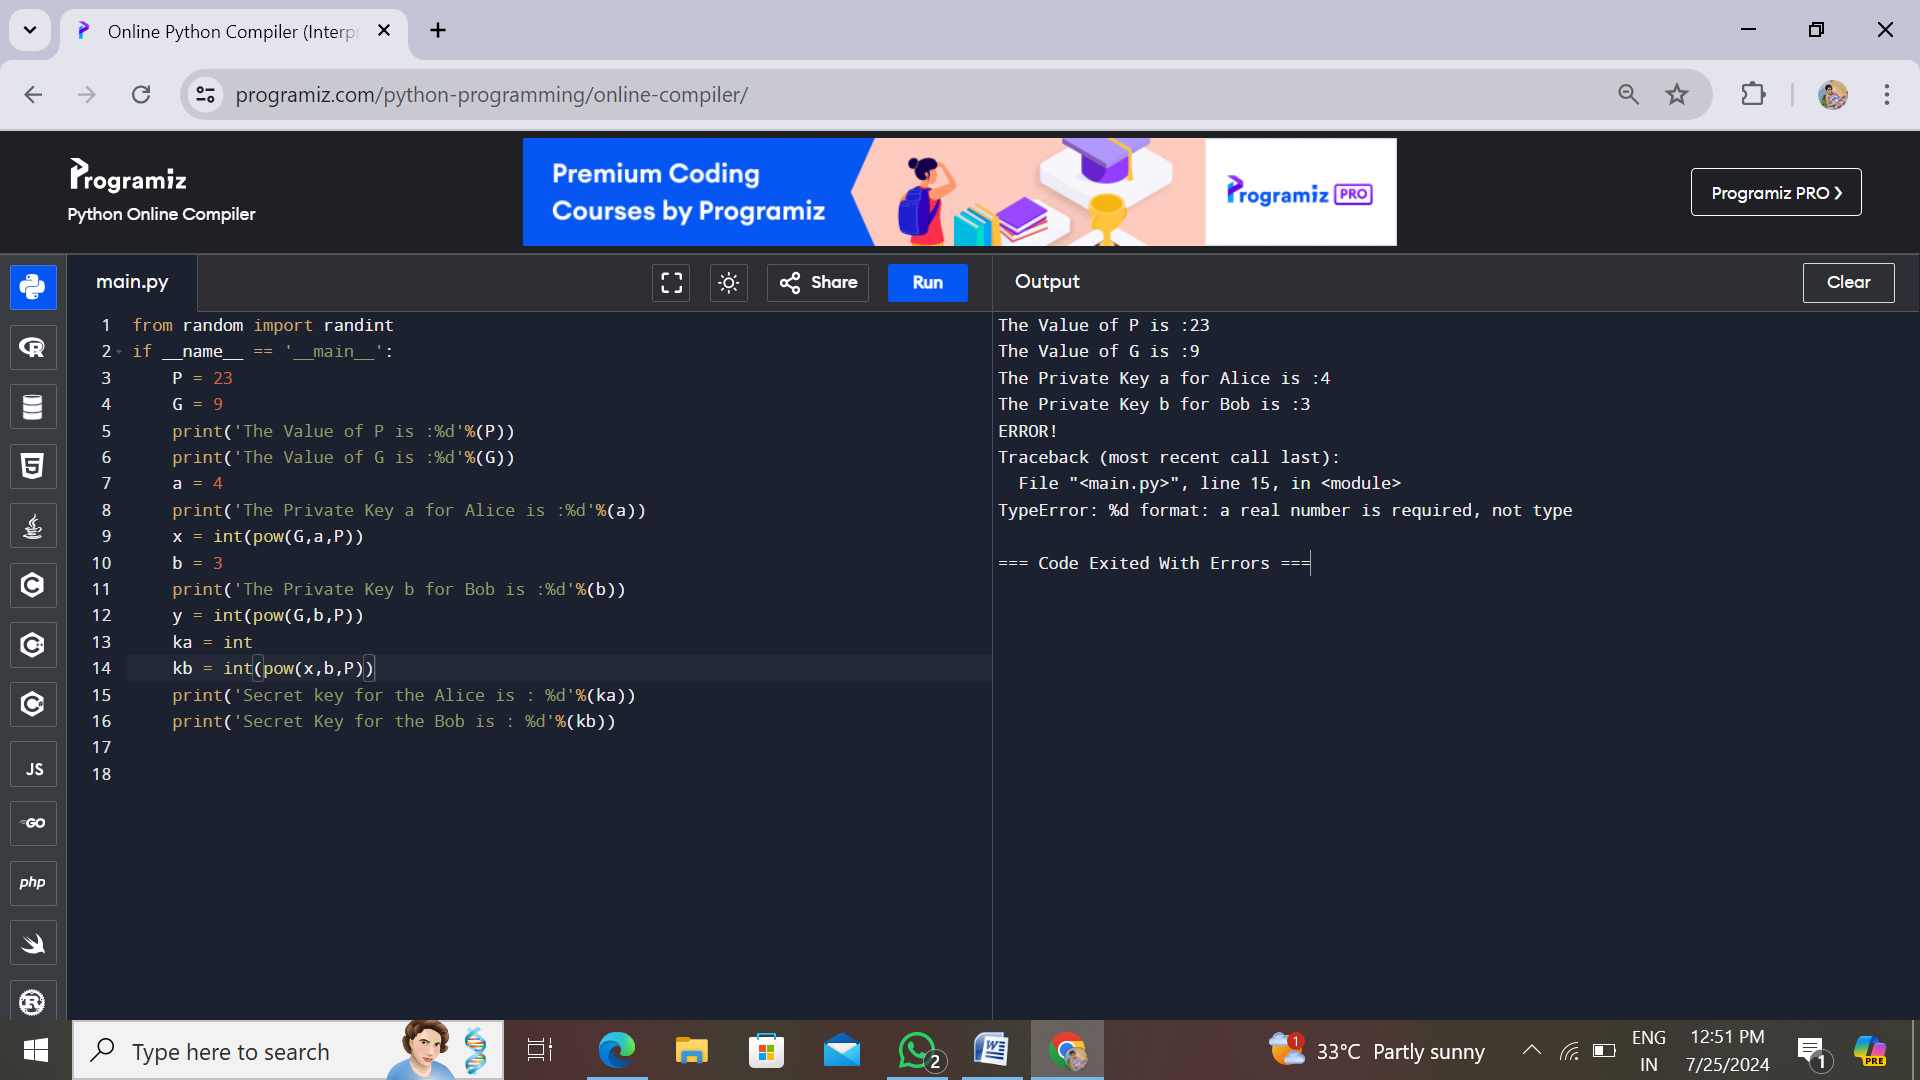 Online Python Compiler (Interp
programiz.com/python-programming/online-compiler/
Programiz
Python Online Compiler
Premium Coding
Courses by Programiz
Programiz PRO
Programiz PRO
main.py
Share
Run
Output
Clear
1 from random import randint
2 if __name__ == '__main__':
3 P = 23
4 G = 9
5 print('The Value of P is :%d'%(P))
6 print('The Value of G is :%d'%(G))
7 a = 4
8 print('The Private Key a for Alice is :%d'%(a))
9 x = int(pow(G,a,P))
10 b = 3
11 print('The Private Key b for Bob is :%d'%(b))
12 y = int(pow(G,b,P))
13 ka = int
14 kb = int(pow(x,b,P))
15 print('Secret key for the Alice is : %d'%(ka))
16 print('Secret Key for the Bob is : %d'%(kb))
17
18
The Value of P is :23
The Value of G is :9
The Private Key a for Alice is :4
The Private Key b for Bob is :3
ERROR!
Traceback (most recent call last):
File "<main.py>", line 15, in <module>
TypeError: %d format: a real number is required, not type
=== Code Exited With Errors ===
JS
GO
php
Type here to search
2
1
33°C Partly sunny
ENG
IN
12:51 PM
7/25/2024
1
PRE